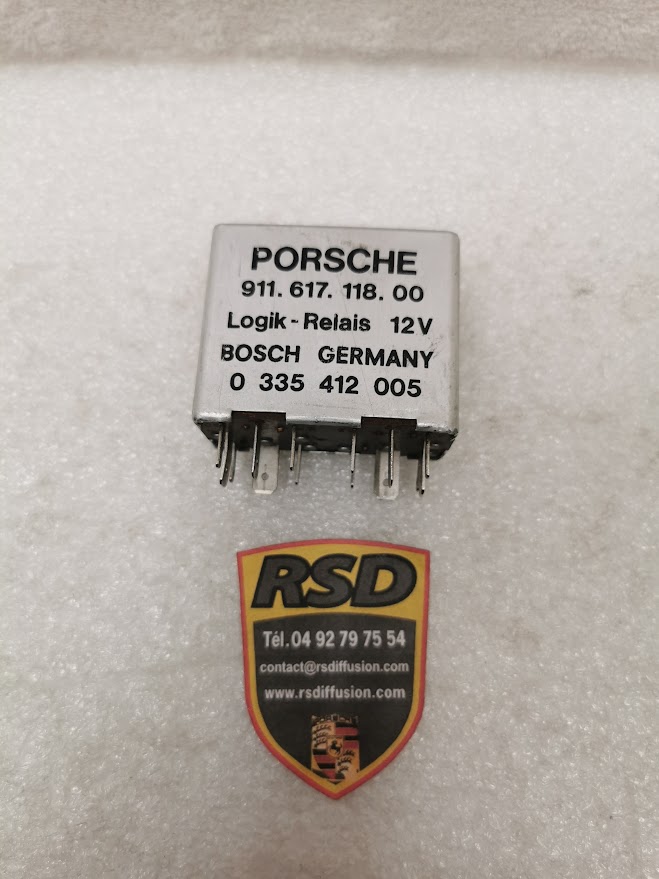 PORSCHE
911. 617. 118. 00
Logik-Relais 12V
BOSCH GERMANY
0 335 412 005
RSD
Tél. 04 92 79 75 54
contact@rsdiffusion.com
www.rsdiffusion.com